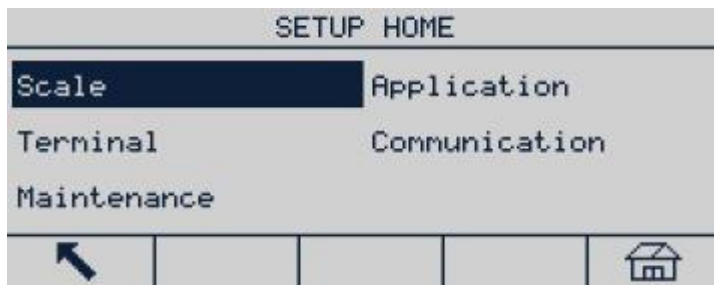 SETUP HOME
Scale
Application
Terminal
Communication
Maintenance